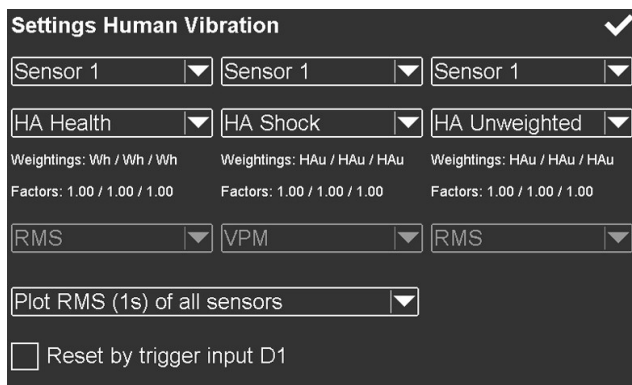 Settings Human Vibration
Sensor 1 Sensor 1 Sensor 1
HA Health HA Shock HA Unweighted
Weightings: Wh / Wh / Wh Weightings: HAu / HAu / HAu Weightings: HAu / HAu / HAu
Factors: 1.00 / 1.00 / 1.00 Factors: 1.00 / 1.00 / 1.00 Factors: 1.00 / 1.00 / 1.00
RMS VPM RMS
Plot RMS (1s) of all sensors
Reset by trigger input D1